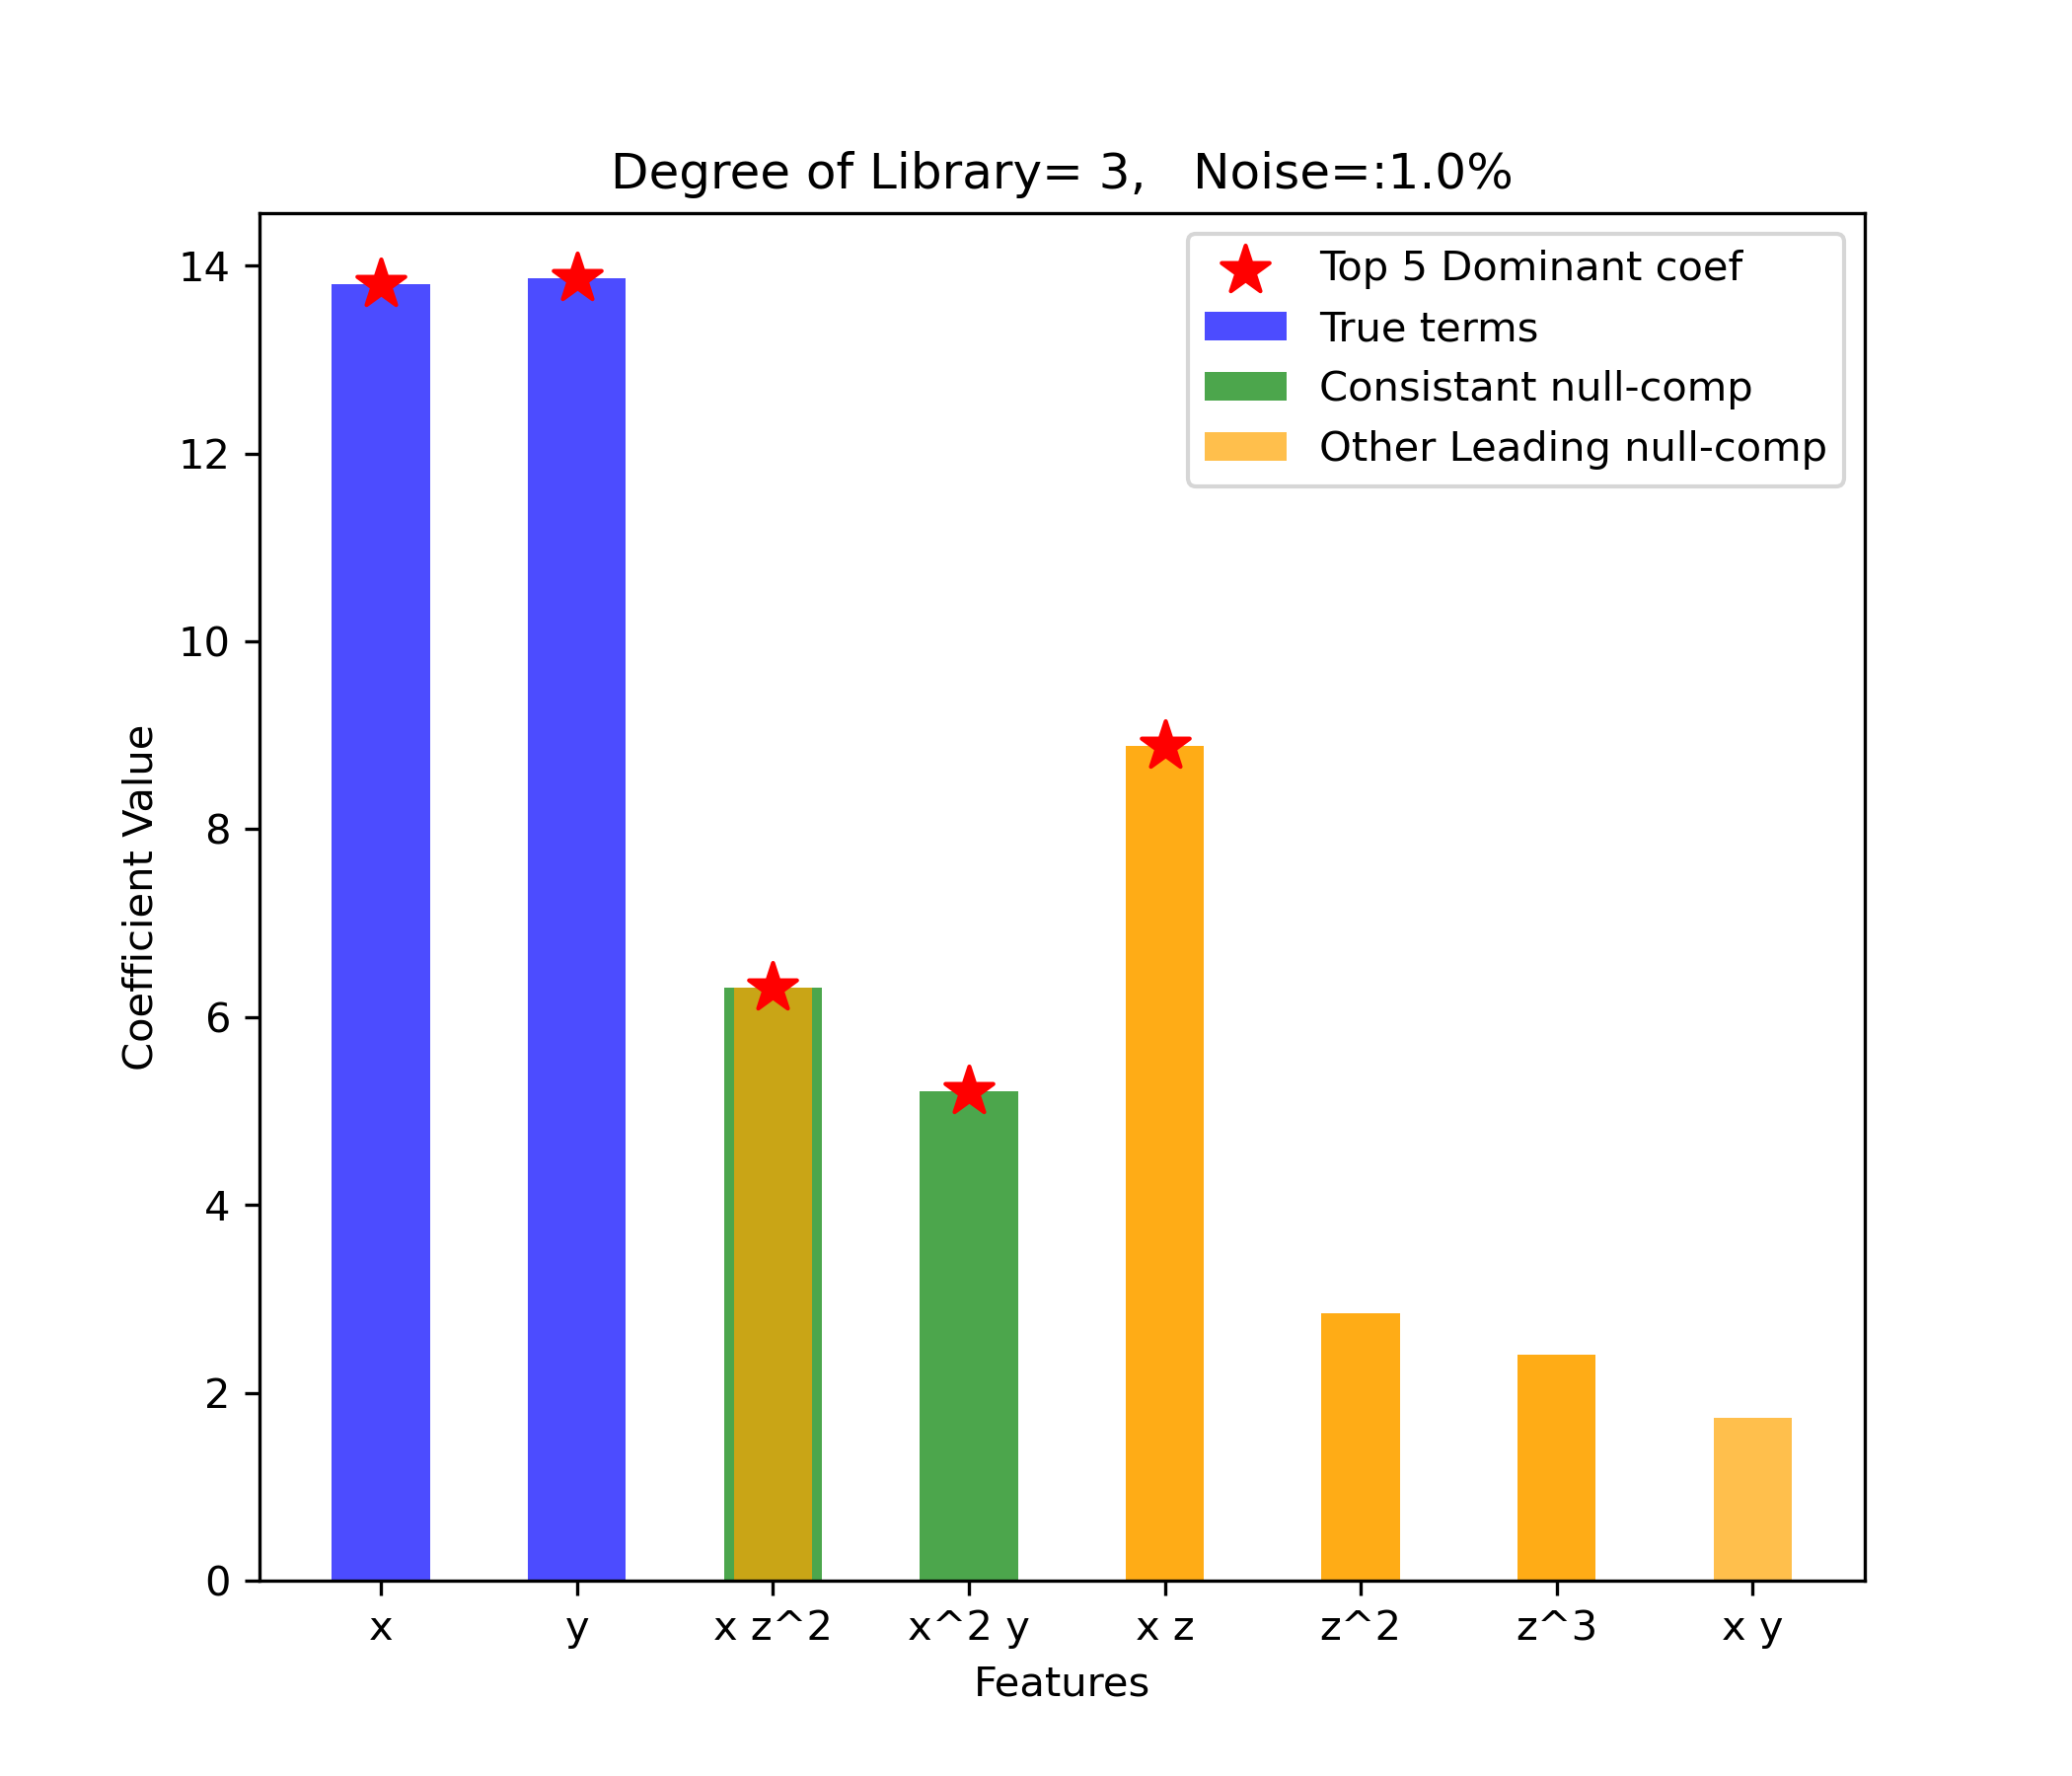 Degree of Library= 3,   Noise=:1.0%
Top 5 Dominant coef
True terms
Consistant null-comp
Other Leading null-comp
Coefficient Value
14
12
10
8
6
4
2
0
x y x z^2 x^2 y x z z^2 z^3 x y
Features